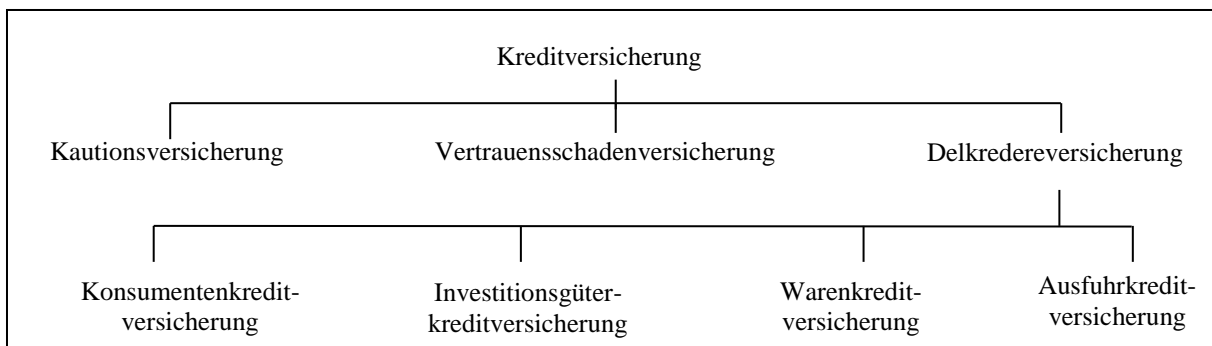 Kreditversicherung
Kautionsversicherung Vertrauensschadenversicherung Delkredereversicherung
Konsumentenkredit-
versicherung
Investitionsgüter-
kreditversicherung
Warenkredit-
versicherung
Ausfuhrkredit-
versicherung